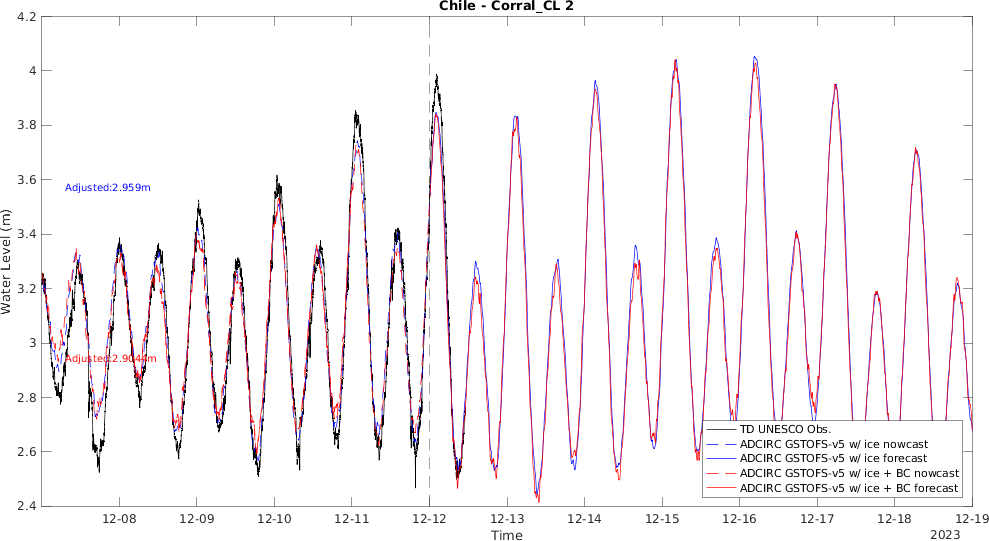 Chile - Corral_CL 2
4.2
4
3.8
3.6
3.4
3.2
3
2.8
2.6
2.4
Water Level (m)
Adjusted:2.959m
Adjusted:2.9044m
TD UNESCO Obs.
ADCIRC GSTOFS-v5 w/ ice nowcast
ADCIRC GSTOFS-v5 w/ ice forecast
ADCIRC GSTOFS-v5 w/ ice + BC nowcast
ADCIRC GSTOFS-v5 w/ ice + BC forecast
12-08 12-09 12-10 12-11 12-12 12-13 12-14 12-15 12-16 12-17 12-18 12-19
Time
2023